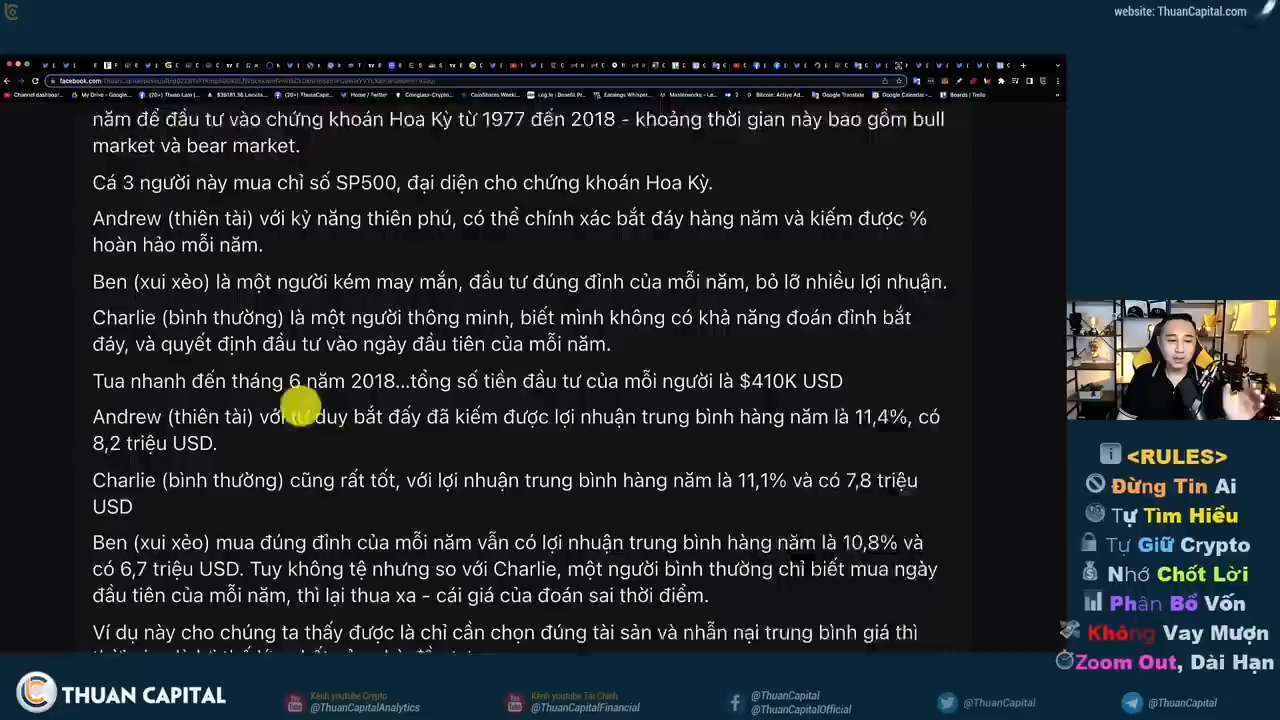 website: ThuanCapital.com
năm để đầu tư vào chứng khoán Hoa Kỳ từ 1977 đến 2018 - khoảng thời gian này bao gồm bull
market và bear market.
Cá 3 người này mua chỉ số SP500, đại diện cho chứng khoán Hoa Kỳ.
Andrew (thiên tài) với kỷ năng thiên phú, có thể chính xác bắt đáy hàng năm và kiếm được %
hoàn hảo mỗi năm.
Ben (xui xẻo) là một người kém may mắn, đầu tư đúng đỉnh của mỗi năm, bỏ lỡ nhiều lợi nhuận.
Charlie (bình thường) là một người thông minh, biết mình không có khả năng đoán đỉnh bắt
đáy, và quyết định đầu tư vào ngày đầu tiên của mỗi năm.
Tua nhanh đến tháng 6 năm 2018...tổng số tiền đầu tư của mỗi người là $410K USD
Andrew (thiên tài) với tư duy bắt đấy đã kiếm được lợi nhuận trung bình hàng năm là 11,4%, có
8,2 triệu USD.
Charlie (bình thường) cũng rất tốt, với lợi nhuận trung bình hàng năm là 11,1% và có 7,8 triệu
USD
Ben (xui xẻo) mua đúng đỉnh của mỗi năm vẫn có lợi nhuận trung bình hàng năm là 10,8% và
có 6,7 triệu USD. Tuy không tệ nhưng so với Charlie, một người bình thường chỉ biết mua ngày
đầu tiên của mỗi năm, thì lại thua xa - cái giá của đoán sai thời điểm.
Ví dụ này cho chúng ta thấy được là chỉ cần chọn đúng tài sản và nhẫn nại trung bình giá thì
<RULES>
Đừng Tin Ai
Tự Tìm Hiểu
Tự Giữ Crypto
Nhớ Chốt Lời
Phân Bổ Vốn
Không Vay Mượn
Zoom Out, Dài Hạn
THUAN CAPITAL
Kênh youtube Crypto
@ThuanCapitalAnalytics
Kênh youtube Tài Chính
@ThuanCapitalFinancial
@ThuanCapital
@ThuanCapitalOfficial
@ThuanCapital
@ThuanCapital